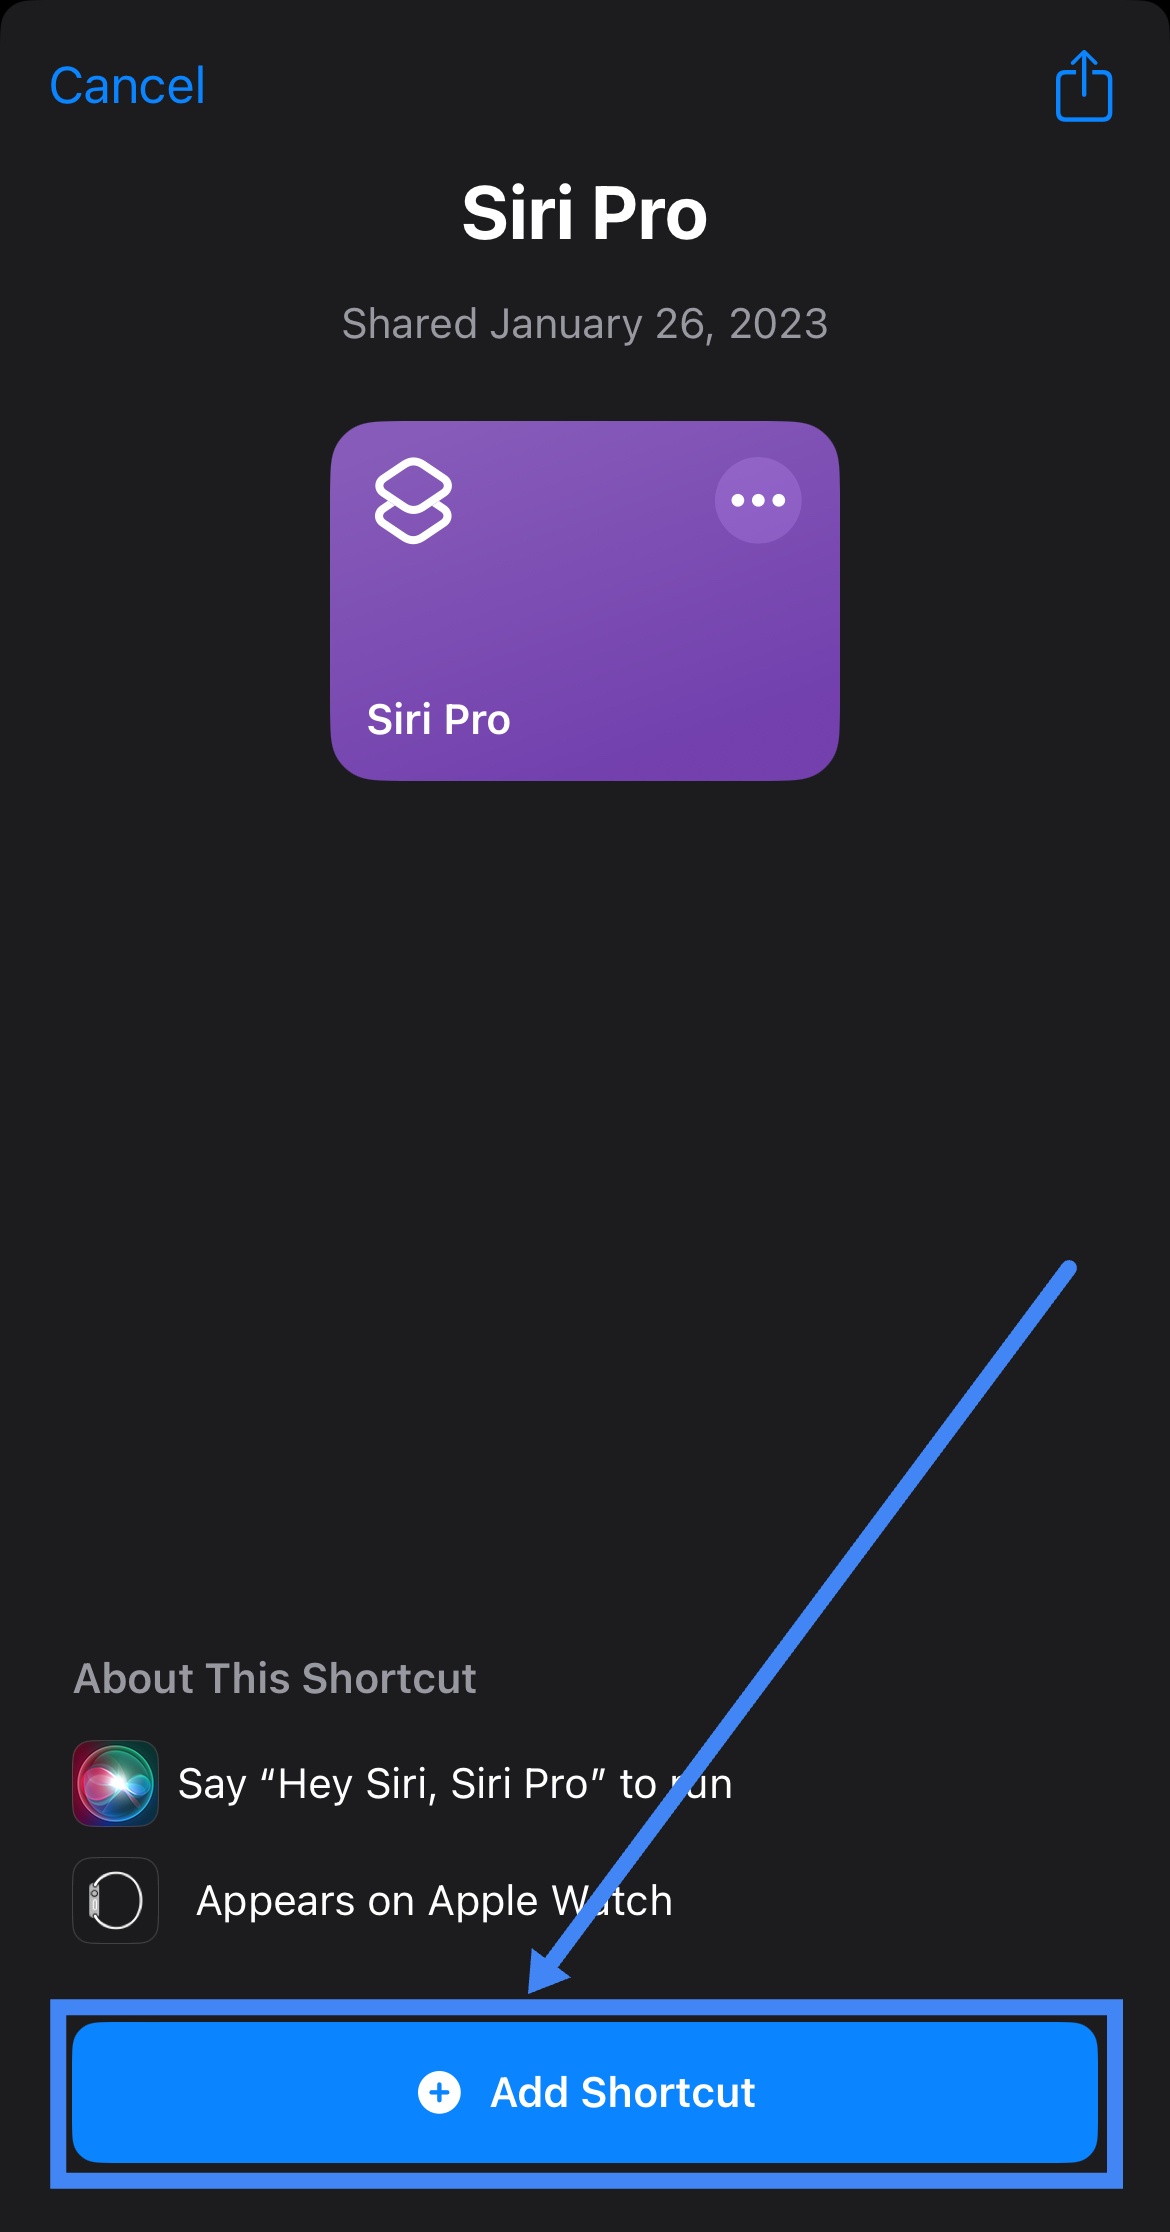 Cancel
Siri Pro
Shared January 26, 2023
Siri Pro
About This Shortcut
Say “Hey Siri, Siri Pro” to run
Appears on Apple Watch
Add Shortcut